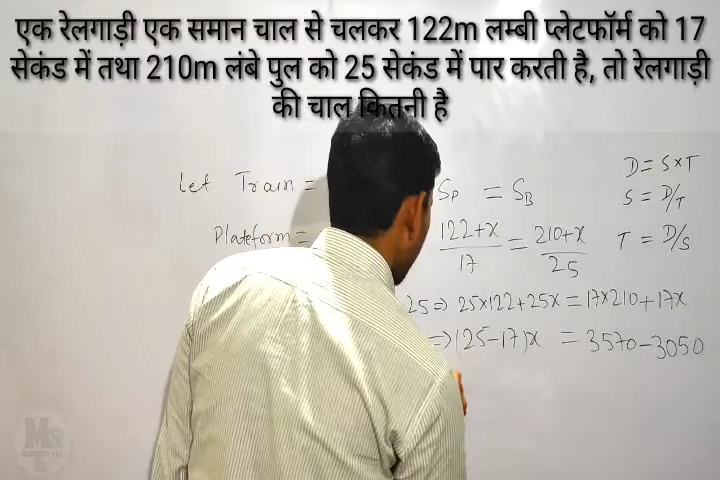 एक रेलगाड़ी एक समान चाल से चलकर 122m लम्बी प्लेटफॉर्म को 17
सेकंड में तथा 210m लंबे पुल को 25 सेकंड में पार करती है, तो रेलगाड़ी
की चाल कितनी है
Let Train =
Plateform =
Sp = SB
122+x/17 = 210+x/25
25 ⇒ 25×122+25x = 17×210+17x
⇒ (25-17)x = 3570-3050
D = S×T
S = D/T
T = D/S
MS